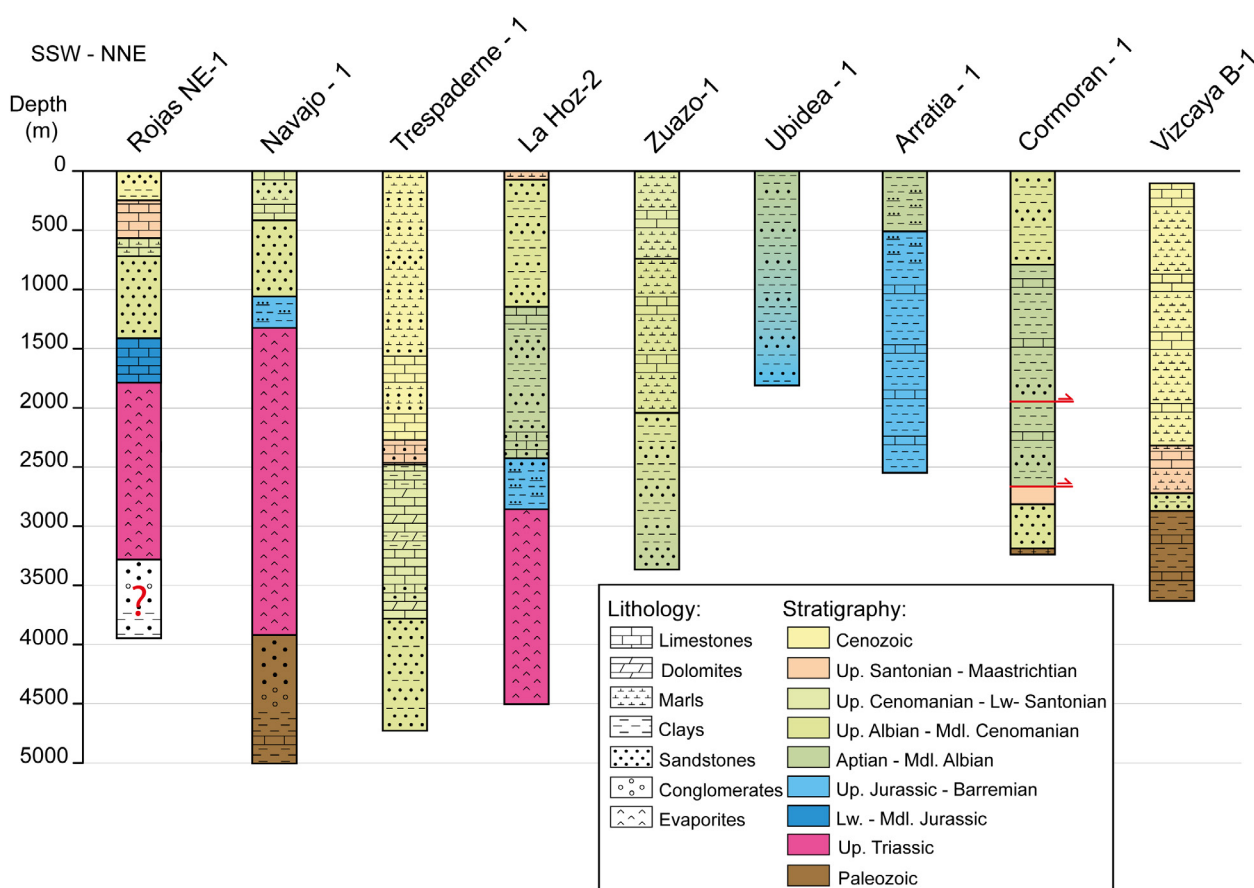 SSW - NNE
Depth
(m)
Rojas NE-1
Navajo - 1
Trespaderne - 1
La Hoz-2
Zuazo-1
Ubidea - 1
Arratia - 1
Cormoran - 1
Vizcaya B-1
0
500
1000
1500
2000
2500
3000
3500
4000
4500
5000
?
Lithology:
Limestones
Dolomites
Marls
Clays
Sandstones
Conglomerates
Evaporites
Stratigraphy:
Cenozoic
Up. Santonian - Maastrichtian
Up. Cenomanian - Lw- Santonian
Up. Albian - Mdl. Cenomanian
Aptian - Mdl. Albian
Up. Jurassic - Barremian
Lw. - Mdl. Jurassic
Up. Triassic
Paleozoic